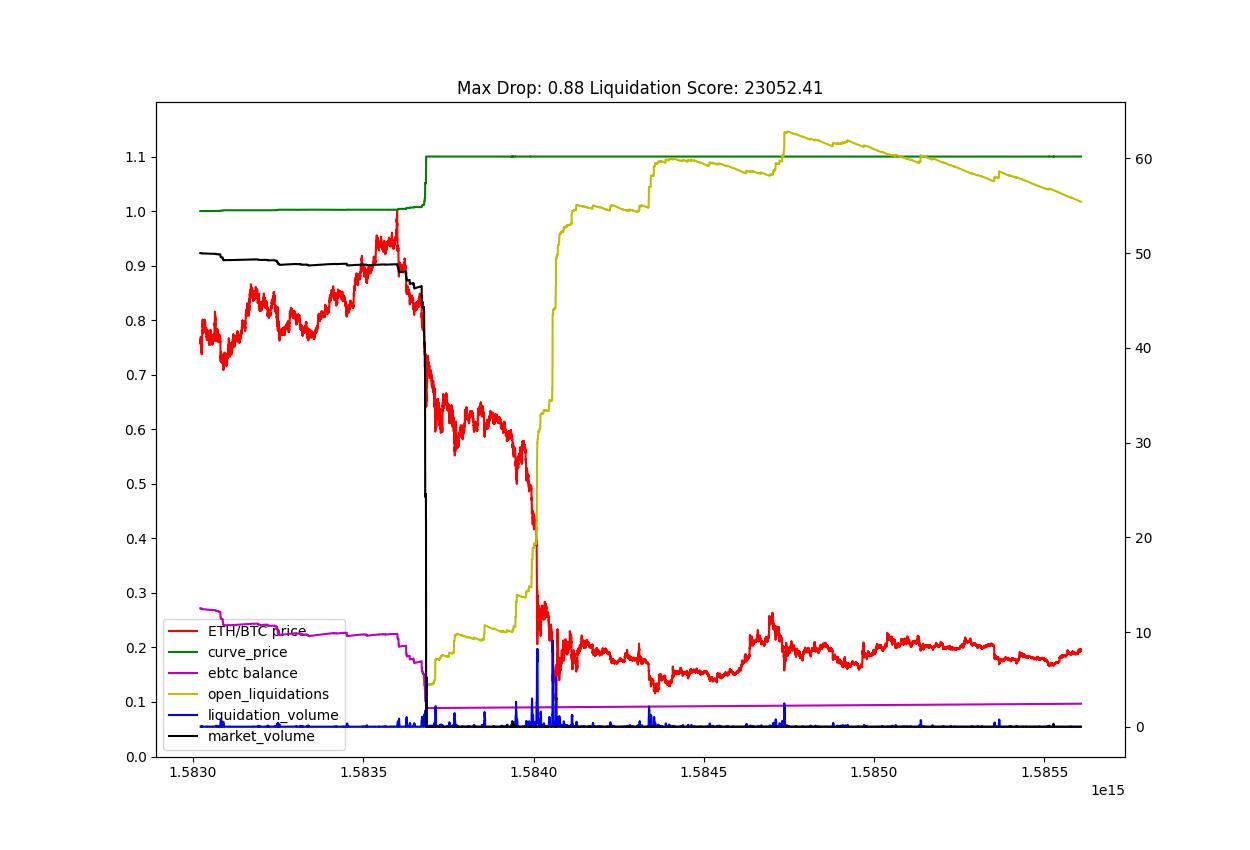 Max Drop: 0.88 Liquidation Score: 23052.41
1.1
1.0
0.9
0.8
0.7
0.6
0.5
0.4
0.3
0.2
0.1
0.0
60
50
40
30
20
10
0
ETH/BTC price
curve_price
ebtc balance
open_liquidations
liquidation_volume
market_volume
1.5830 1.5835 1.5840 1.5845 1.5850 1.5855
1e15